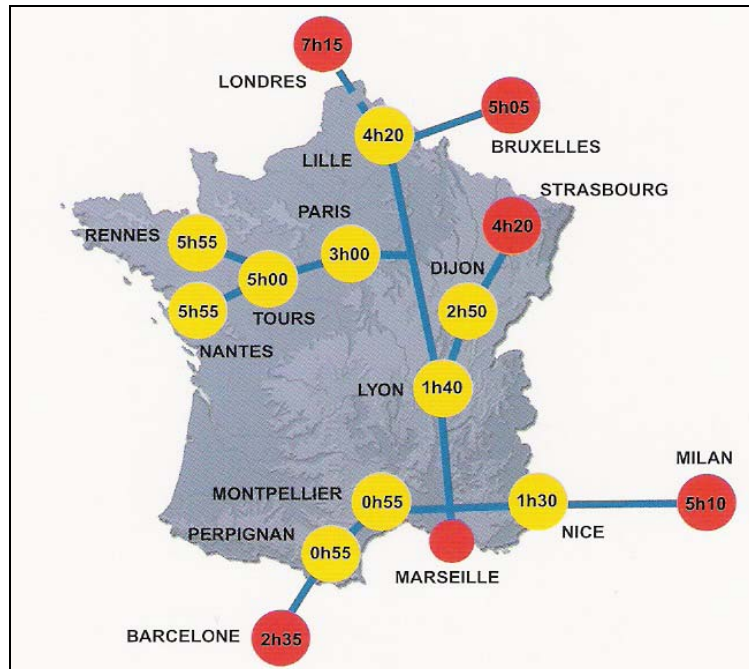 7h15
LONDRES
5h05
BRUXELLES
4h20
LILLE
STRASBOURG
4h20
PARIS
3h00
RENNES
5h55
5h00
TOURS
5h55
NANTES
DIJON
2h50
LYON
1h40
MILAN
5h10
MONTPELLIER
0h55
1h30
NICE
PERPIGNAN
0h55
MARSEILLE
BARCELONE
2h35